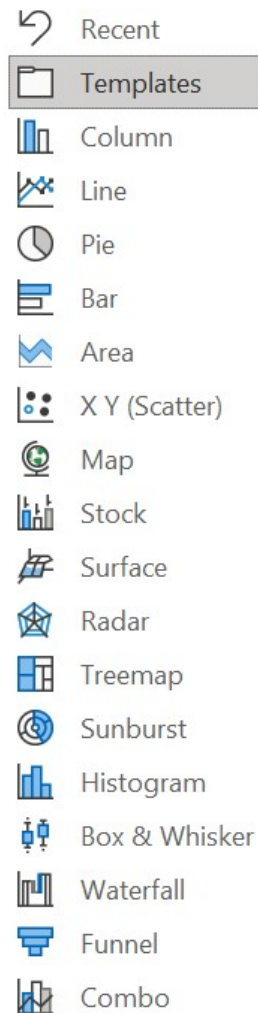 Recent
Templates
Column
Line
Pie
Bar
Area
X Y (Scatter)
Map
Stock
Surface
Radar
Treemap
Sunburst
Histogram
Box & Whisker
Waterfall
Funnel
Combo